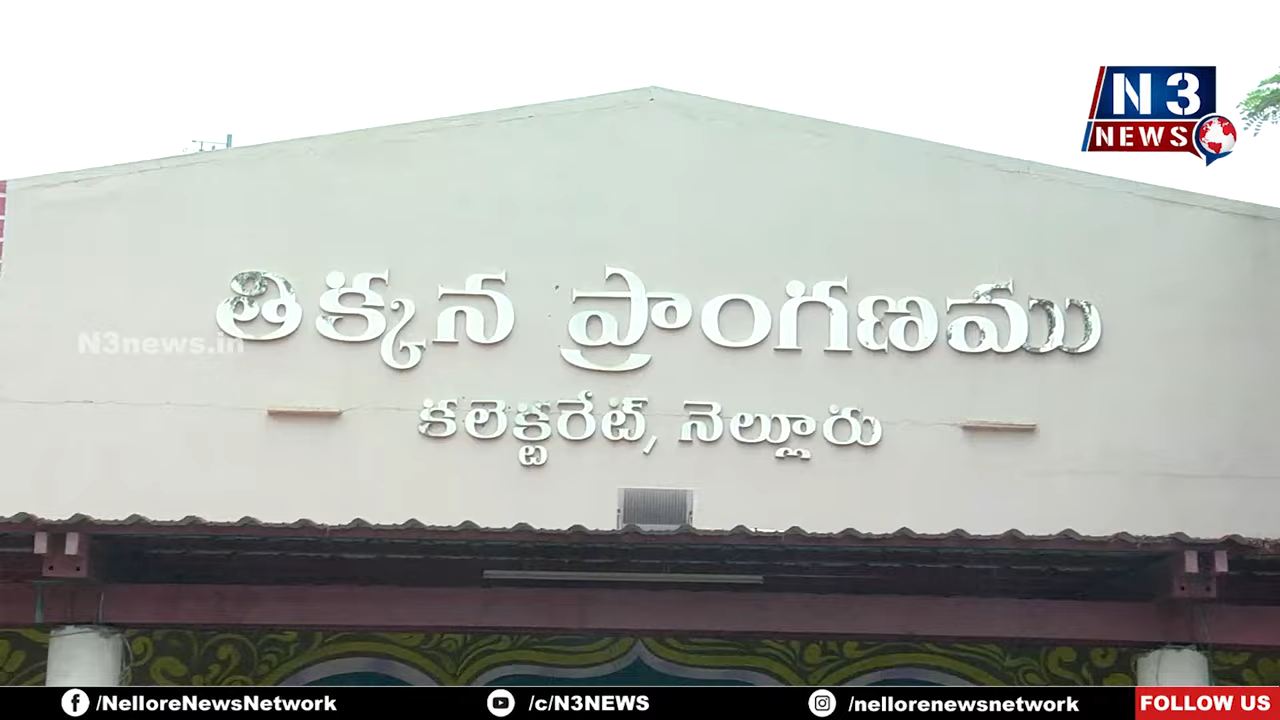 N3
NEWS
తిక్కన ప్రాంగణము
N3news.in
కలెక్టరేట్, నెల్లూరు
/NelloreNewsNetwork
/c/N3NEWS
/nellorenewsnetwork
FOLLOW US